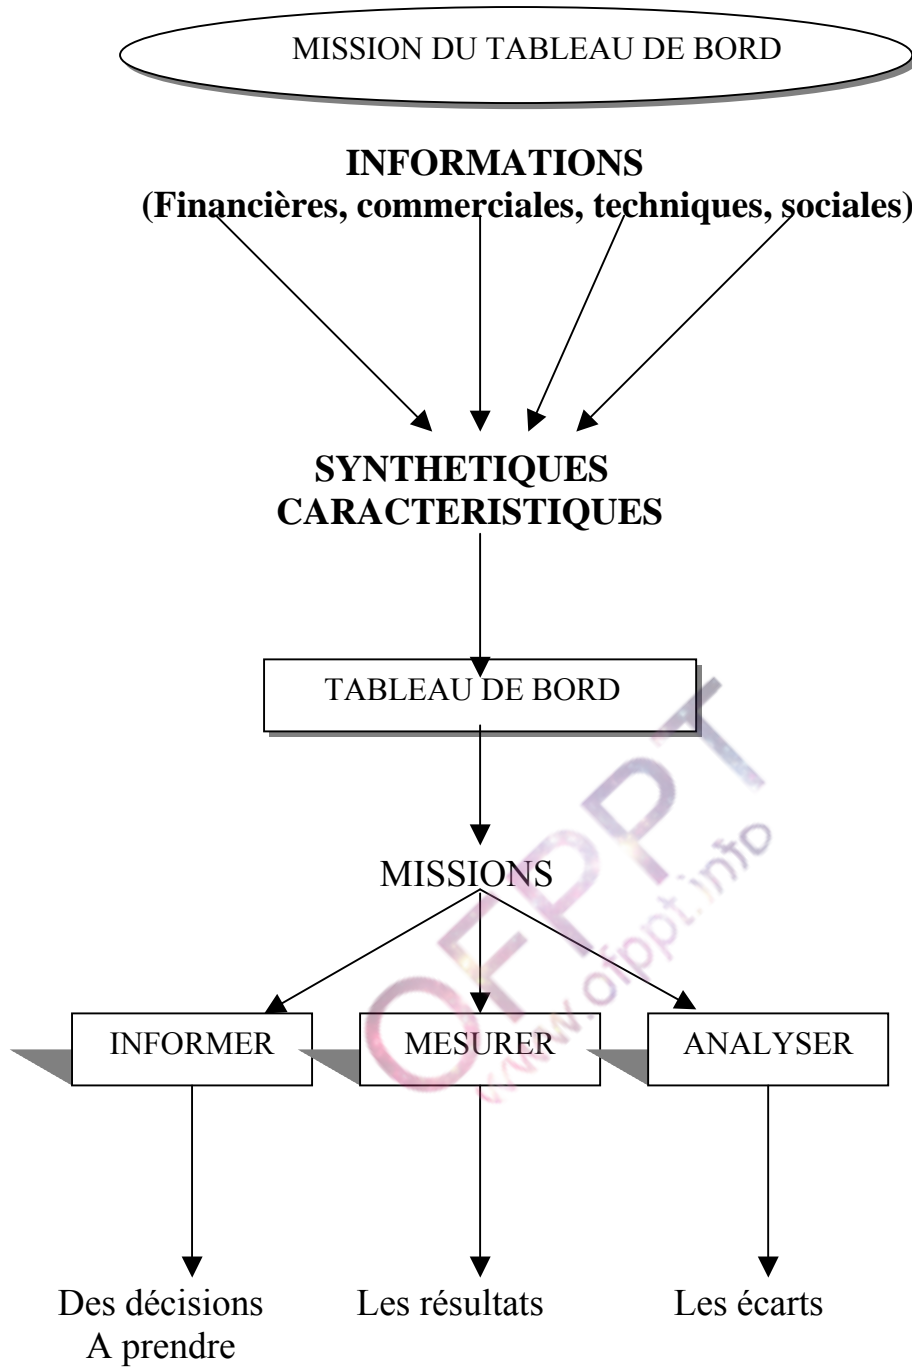 MISSION DU TABLEAU DE BORD
INFORMATIONS
(Financières, commerciales, techniques, sociales)
SYNTHETIQUES
CARACTERISTIQUES
TABLEAU DE BORD
MISSIONS
INFORMER
MESURER
ANALYSER
Des décisions
A prendre
Les résultats
Les écarts
OFPPT
www.ofppt.info